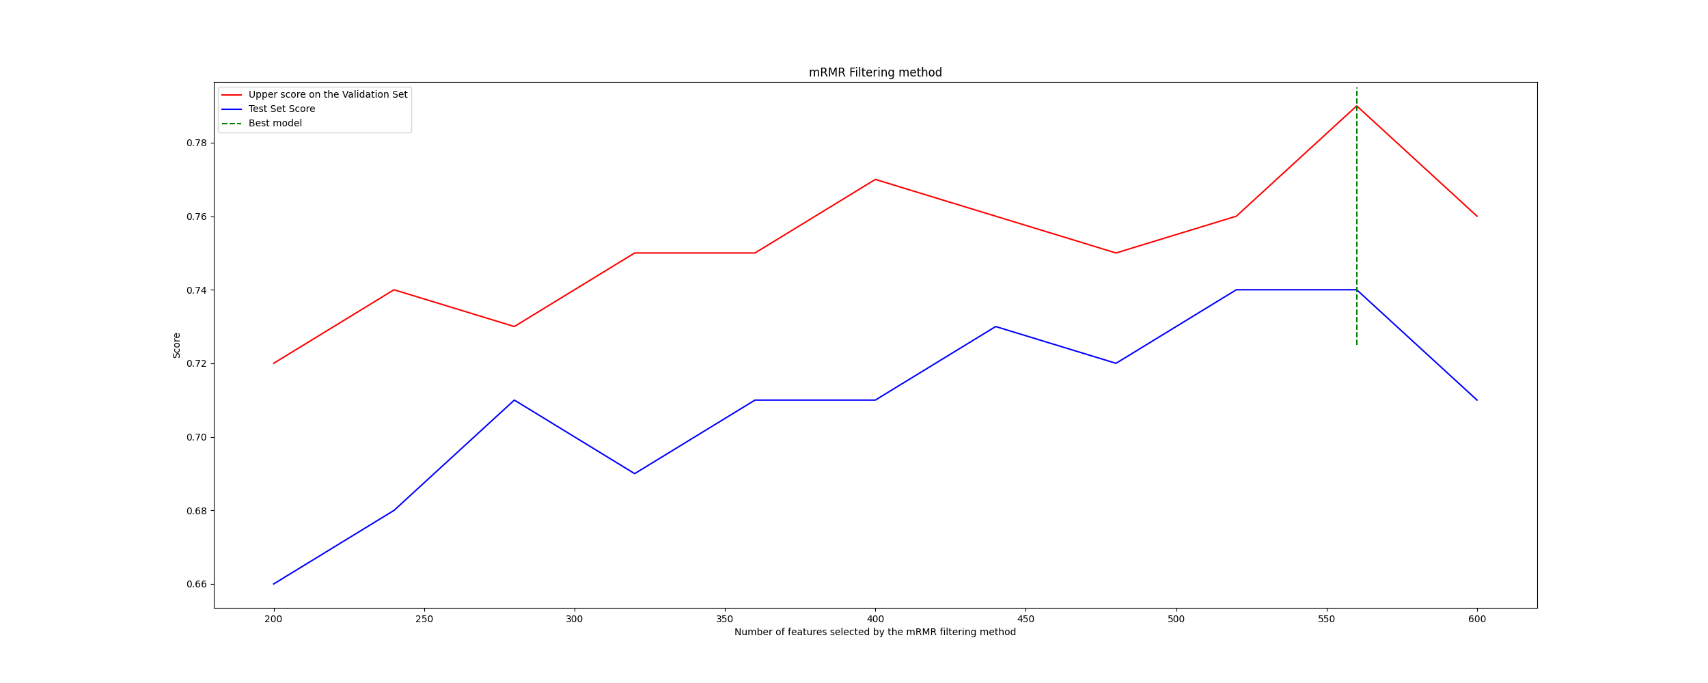 mRMR Filtering method
Upper score on the Validation Set
Test Set Score
Best model
0.78
0.76
0.74
0.72
0.70
0.68
0.66
Score
200 250 300 350 400 450 500 550 600
Number of features selected by the mRMR filtering method